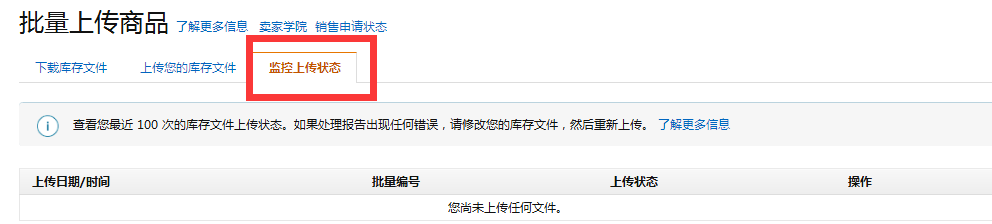 批量上传商品 了解更多信息 卖家学院 销售申请状态
下载库存文件 上传您的库存文件 监控上传状态
查看您最近 100 次的库存文件上传状态。如果处理报告出现任何错误，请修改您的库存文件，然后重新上传。 了解更多信息
上传日期/时间 批量编号 上传状态 操作
您尚未上传任何文件。